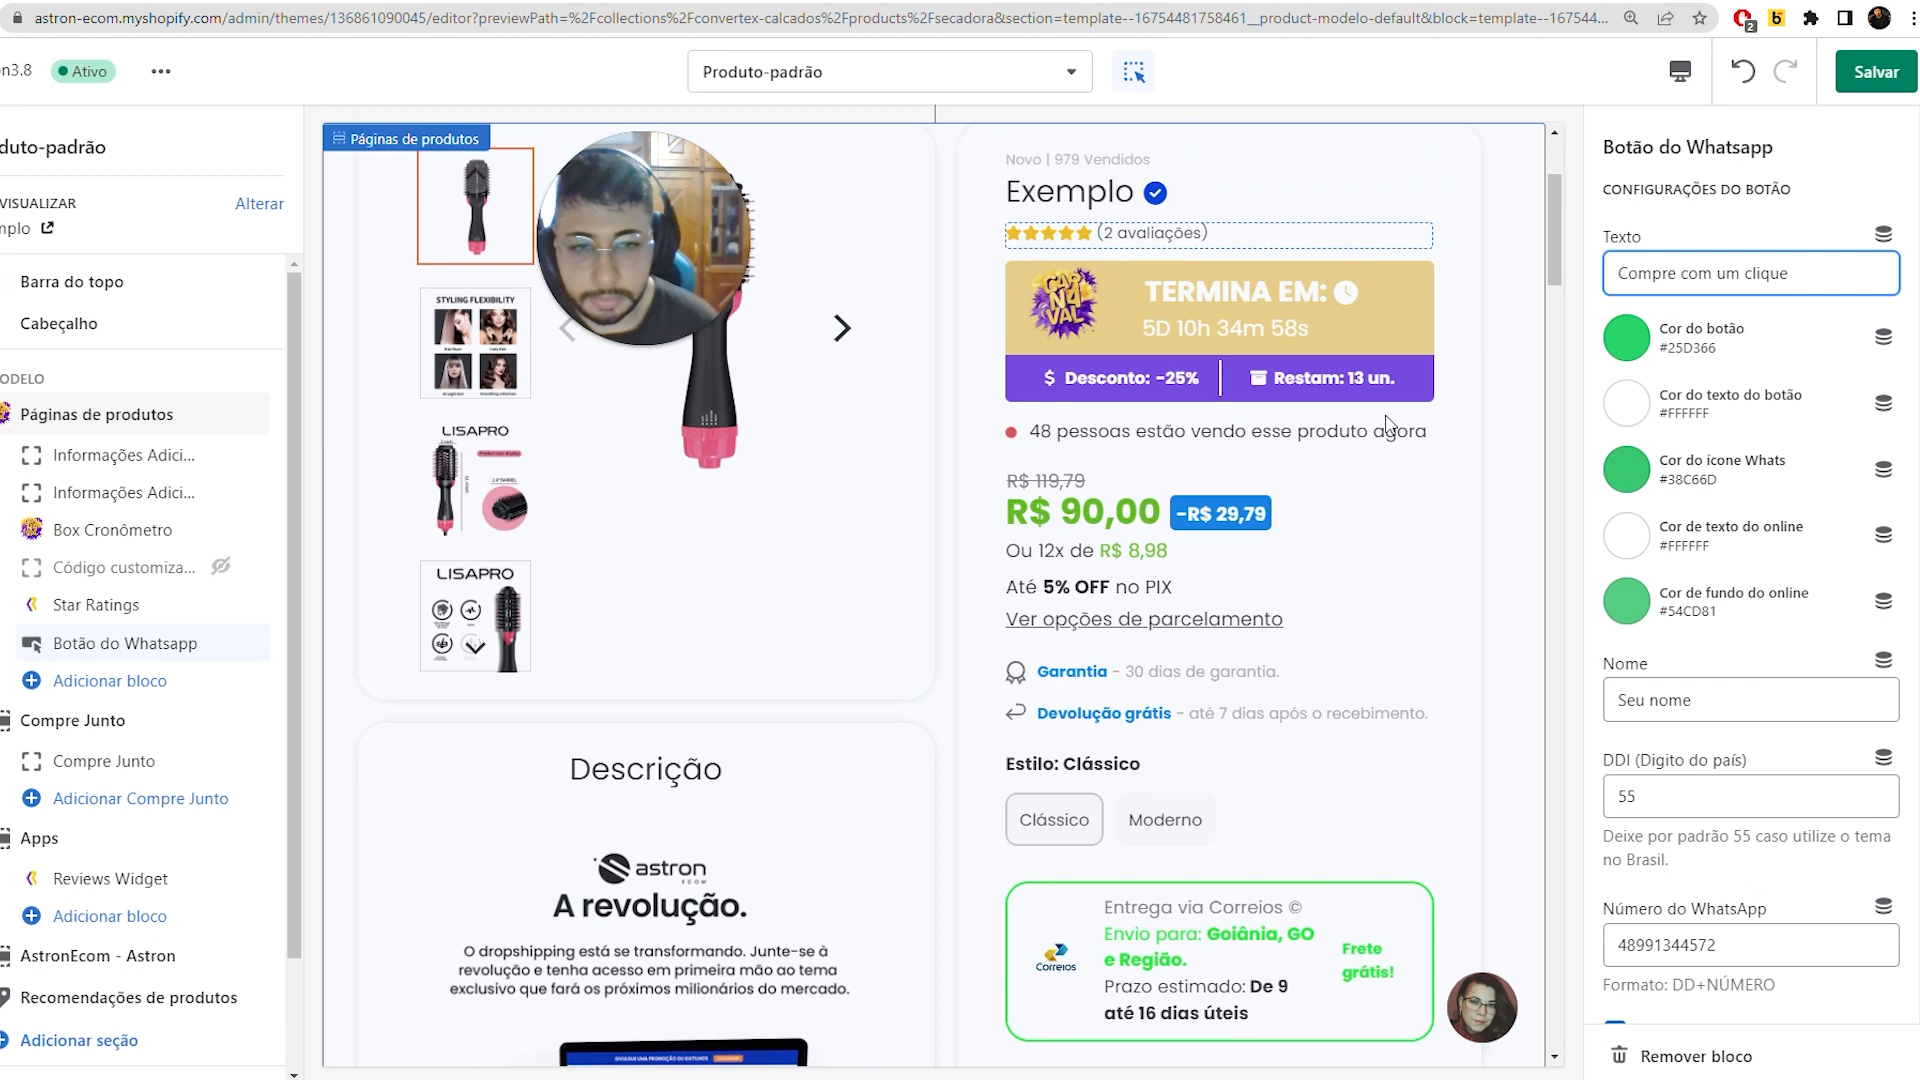 astron-ecom.myshopify.com/admin/themes/136861090045/editor?previewPath=%2Fcollections%2Fconvertex-calcados%2Fproducts%2Fsecadora&section=template--16754481758461__product-modelo-default&block=template--167544...
2
n3.8
Ativo
Produto-padrão
Salvar
duto-padrão
VISUALIZAR
Alterar
mplo
Barra do topo
Cabeçalho
ODELO
Páginas de produtos
Informações Adici...
Informações Adici...
Box Cronômetro
Código customiza...
Star Ratings
Botão do Whatsapp
Adicionar bloco
Compre Junto
Compre Junto
Adicionar Compre Junto
Apps
Reviews Widget
Adicionar bloco
AstronEcom - Astron
Recomendações de produtos
Adicionar seção
Páginas de produtos
STYLING FLEXIBILITY
LISAPRO
LISAPRO
Descrição
astron
ECOM
A revolução.
O dropshipping está se transformando. Junte-se à
revolução e tenha acesso em primeira mão ao tema
exclusivo que fará os próximos milionários do mercado.
DIVULGUE UMA PROMOÇÃO OU GATILHOS
Novo | 979 Vendidos
Exemplo
(2 avaliações)
CAR
N4
VAL
TERMINA EM:
5D 10h 34m 58s
$ Desconto: -25%
Restam: 13 un.
48 pessoas estão vendo esse produto agora
R$ 119,79
R$ 90,00
-R$ 29,79
Ou 12x de R$ 8,98
Até 5% OFF no PIX
Ver opções de parcelamento
Garantia - 30 dias de garantia.
Devolução grátis - até 7 dias após o recebimento.
Estilo: Clássico
Clássico
Moderno
Correios
Entrega via Correios ©
Envio para: Goiânia, GO
e Região.
Prazo estimado: De 9
até 16 dias úteis
Frete
grátis!
Botão do Whatsapp
CONFIGURAÇÕES DO BOTÃO
Texto
Compre com um clique
Cor do botão
#25D366
Cor do texto do botão
#FFFFFF
Cor do ícone Whats
#38C66D
Cor de texto do online
#FFFFFF
Cor de fundo do online
#54CD81
Nome
Seu nome
DDI (Digito do país)
55
Deixe por padrão 55 caso utilize o tema
no Brasil.
Número do WhatsApp
48991344572
Formato: DD+NÚMERO
Remover bloco